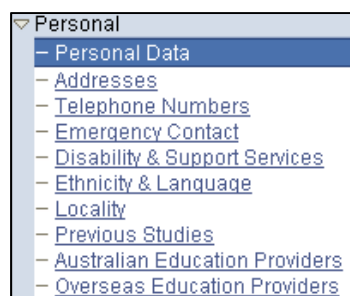 Personal
– Personal Data
– Addresses
– Telephone Numbers
– Emergency Contact
– Disability & Support Services
– Ethnicity & Language
– Locality
– Previous Studies
– Australian Education Providers
– Overseas Education Providers